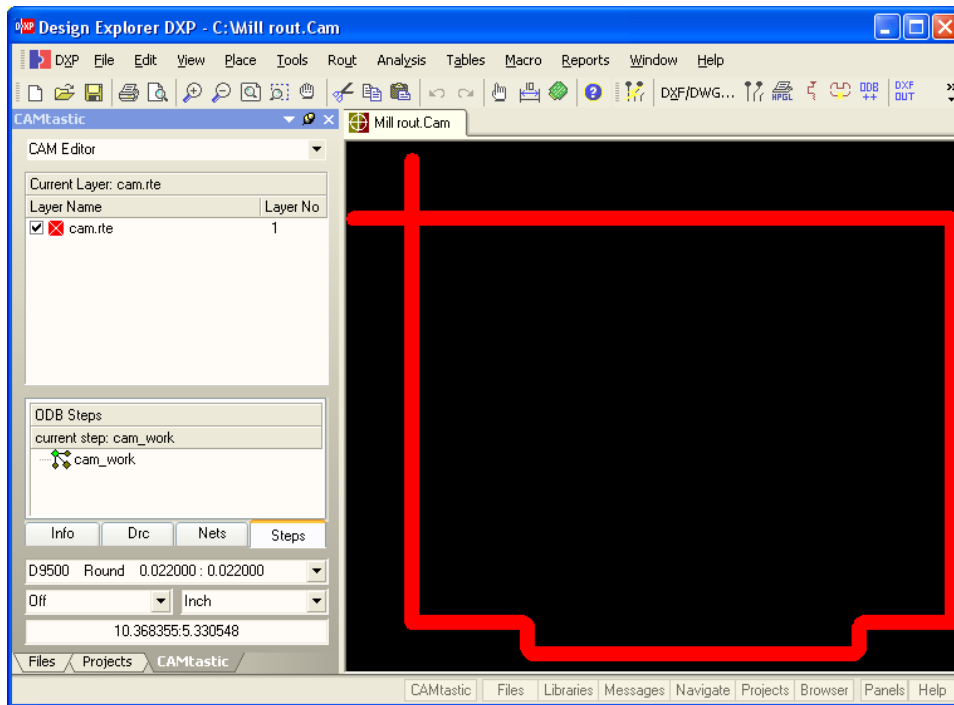 Design Explorer DXP - C:\Mill rout.Cam
DXP File Edit View Place Tools Rout Analysis Tables Macro Reports Window Help
DXF/DWG... HPGL ODB ++ DXF OUT
CAMtastic
Mill rout.Cam
CAM Editor
Current Layer: cam.rte
Layer Name Layer No
cam.rte 1
ODB Steps
current step: cam_work
cam_work
Info Drc Nets Steps
D9500 Round 0.022000 : 0.022000
Off Inch
10.368355:5.330548
Files Projects CAMtastic
CAMtastic Files Libraries Messages Navigate Projects Browser Panels Help